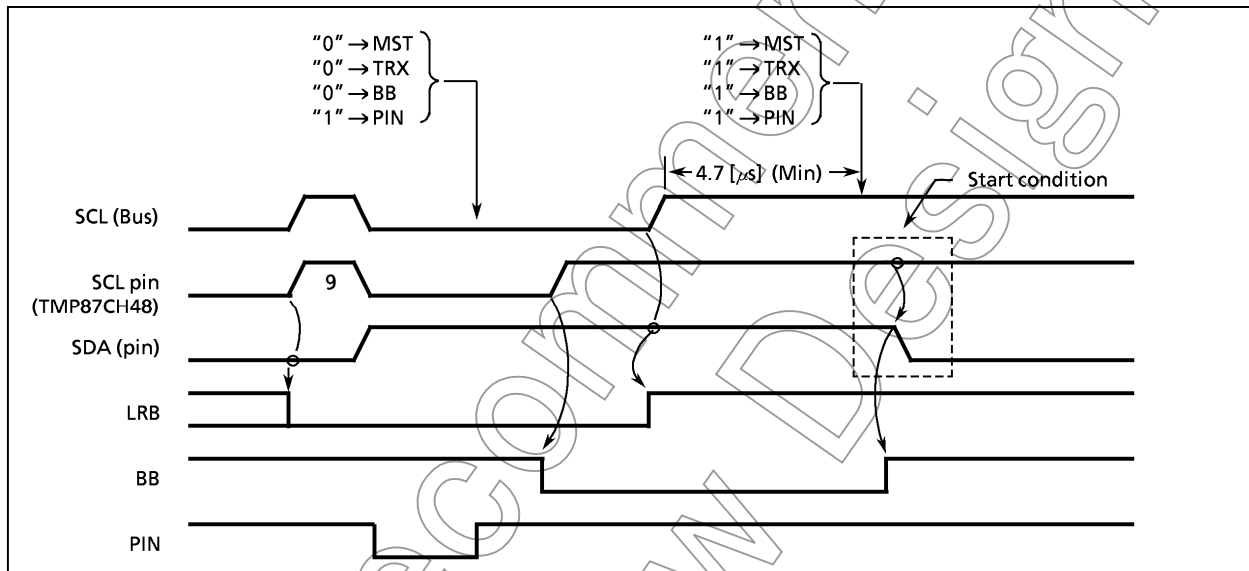 “0” → MST
“0” → TRX
“0” → BB
“1” → PIN
“1” → MST
“1” → TRX
“1” → BB
“1” → PIN
4.7 [μs] (Min)
Start condition
SCL (Bus)
SCL pin
(TMP87CH48)
9
SDA (pin)
LRB
BB
PIN